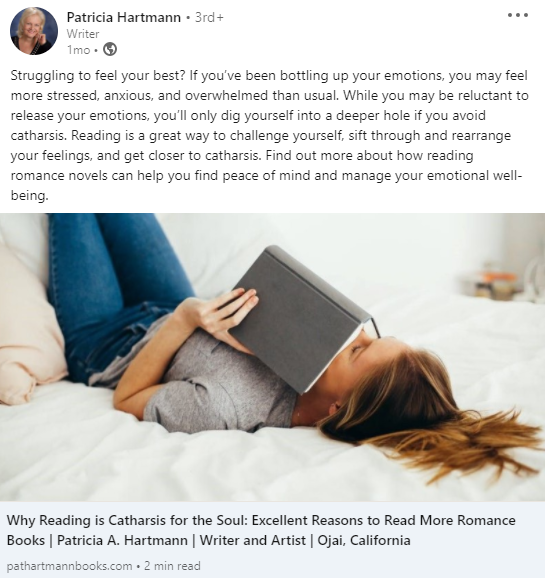 Patricia Hartmann • 3rd+
Writer
1mo •
Struggling to feel your best? If you've been bottling up your emotions, you may feel
more stressed, anxious, and overwhelmed than usual. While you may be reluctant to
release your emotions, you'll only dig yourself into a deeper hole if you avoid
catharsis. Reading is a great way to challenge yourself, sift through and rearrange
your feelings, and get closer to catharsis. Find out more about how reading
romance novels can help you find peace of mind and manage your emotional well-
being.
Why Reading is Catharsis for the Soul: Excellent Reasons to Read More Romance
Books | Patricia A. Hartmann | Writer and Artist | Ojai, California
pathartmannbooks.com • 2 min read